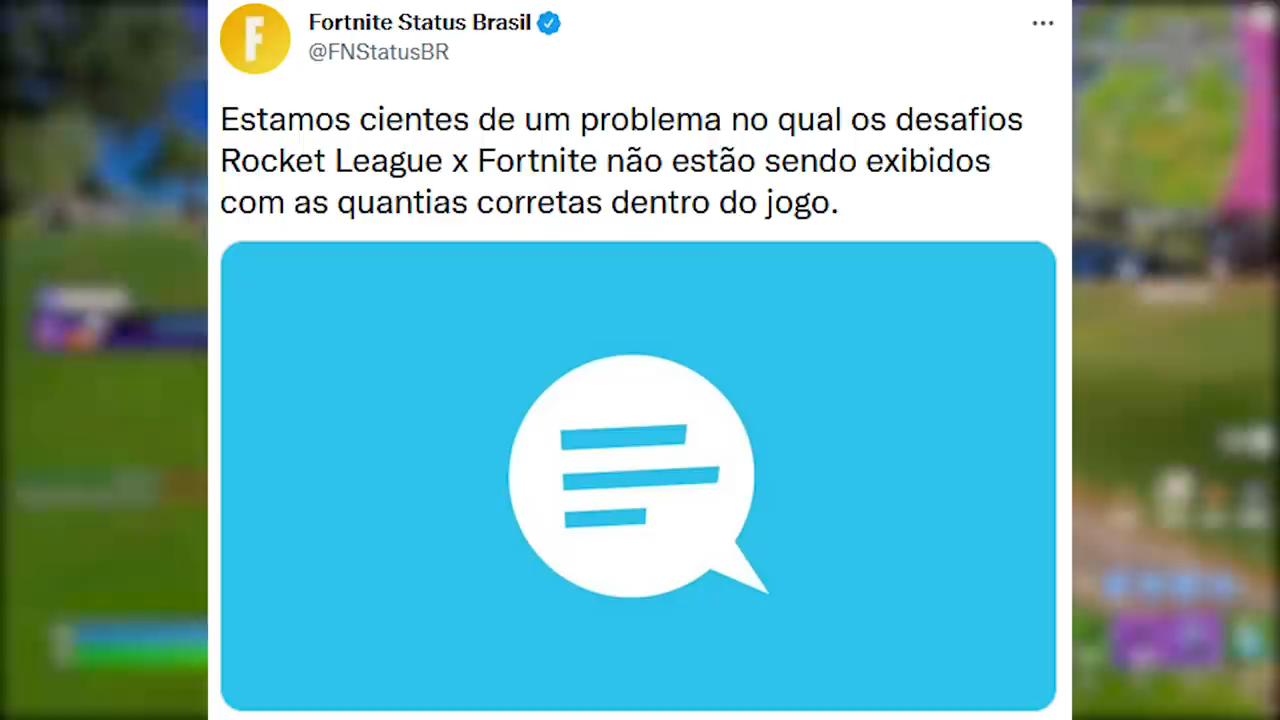 Fortnite Status Brasil
@FNStatusBR
Estamos cientes de um problema no qual os desafios
Rocket League x Fortnite não estão sendo exibidos
com as quantias corretas dentro do jogo.